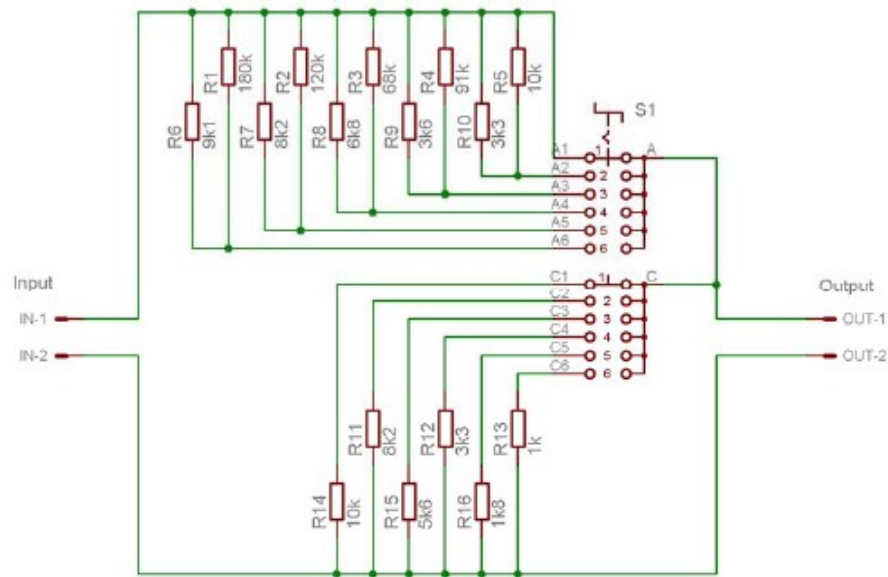 R1
180k
R2
120k
R3
68k
R4
91k
R5
10k
R6
9k1
R7
8k2
R8
6k8
R9
3k6
R10
3k3
S1
A1
1
A
A2
2
A3
3
A4
4
A5
5
A6
6
Input
IN-1
IN-2
C1
1
C
C2
2
C3
3
C4
4
C5
5
C6
6
Output
OUT-1
OUT-2
R11
8k2
R12
3k3
R13
1k
R14
10k
R15
5k6
R16
1k8